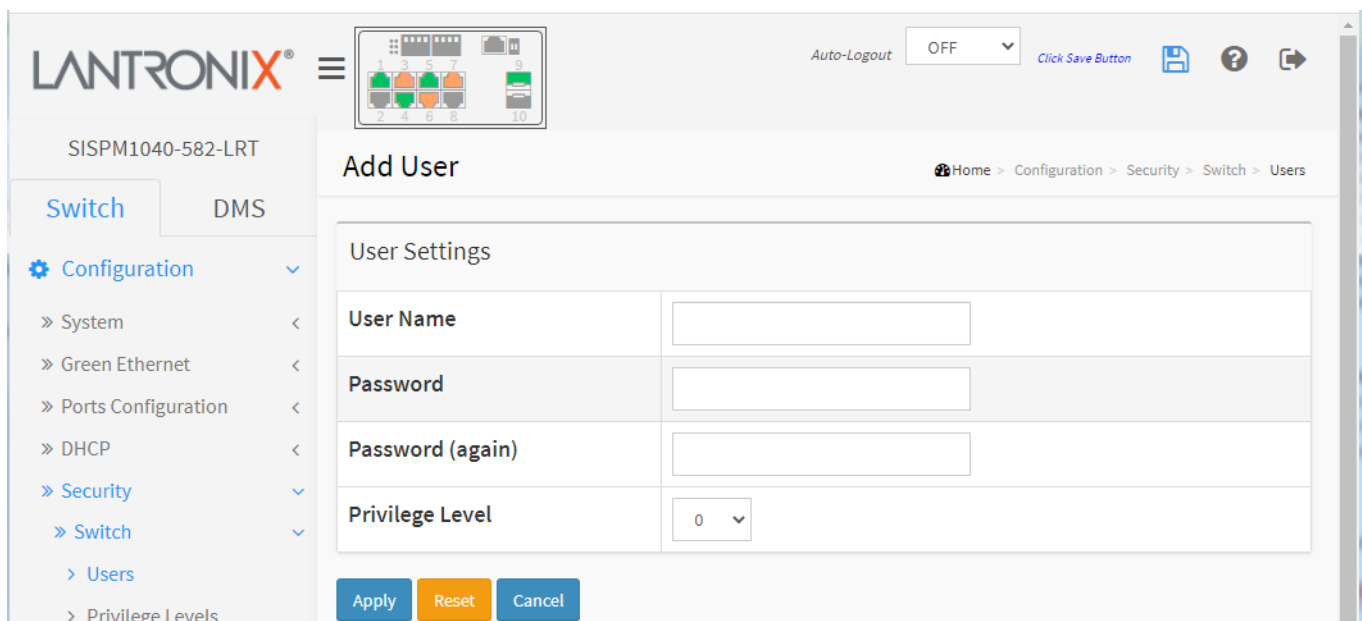 LANTRONIX®
1 3 5 7 9
2 4 6 8 10
Auto-Logout OFF Click Save Button
SISPM1040-582-LRT
Switch DMS
Configuration
» System
» Green Ethernet
» Ports Configuration
» DHCP
» Security
» Switch
> Users
> Privilege Levels
Add User
Home > Configuration > Security > Switch > Users
User Settings
User Name
Password
Password (again)
Privilege Level 0
Apply Reset Cancel